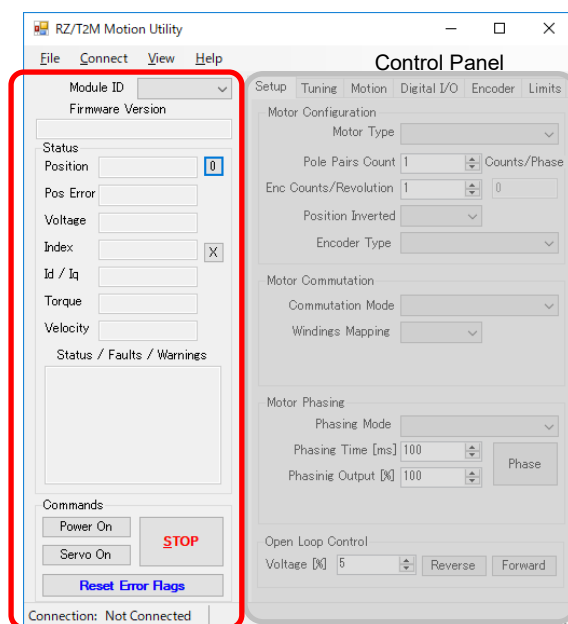 RZ/T2M Motion Utility
File Connect View Help
Control Panel
Module ID
Firmware Version
Status
Position 0
Pos Error
Voltage
Index X
Id / Iq
Torque
Velocity
Status / Faults / Warnings
Commands
Power On
STOP
Servo On
Reset Error Flags
Connection: Not Connected
Setup Tuning Motion Digital I/O Encoder Limits
Motor Configuration
Motor Type
Pole Pairs Count 1 Counts/Phase
Enc Counts/Revolution 1 0
Position Inverted
Encoder Type
Motor Commutation
Commutation Mode
Windings Mapping
Motor Phasing
Phasing Mode
Phasing Time [ms] 100
Phasinig Output [%] 100
Phase
Open Loop Control
Voltage [%] 5 Reverse Forward